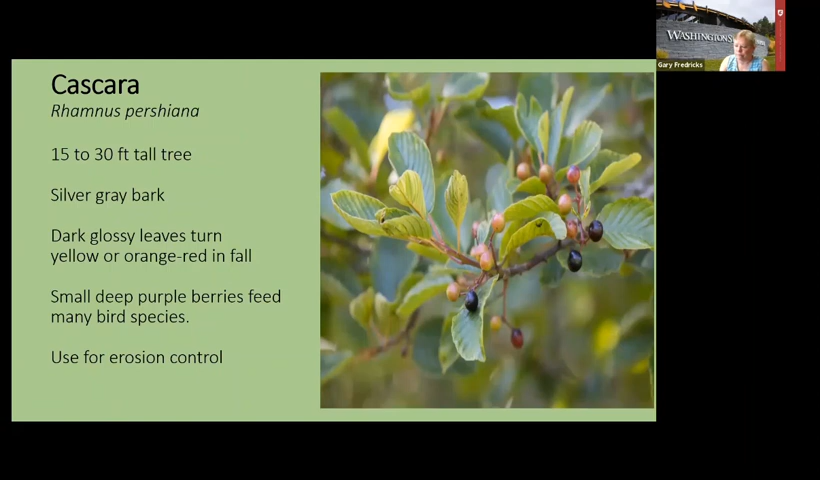 Cascara
Rhamnus pershiana
15 to 30 ft tall tree
Silver gray bark
Dark glossy leaves turn
yellow or orange-red in fall
Small deep purple berries feed
many bird species.
Use for erosion control
WASHINGTON
Gary Fredricks